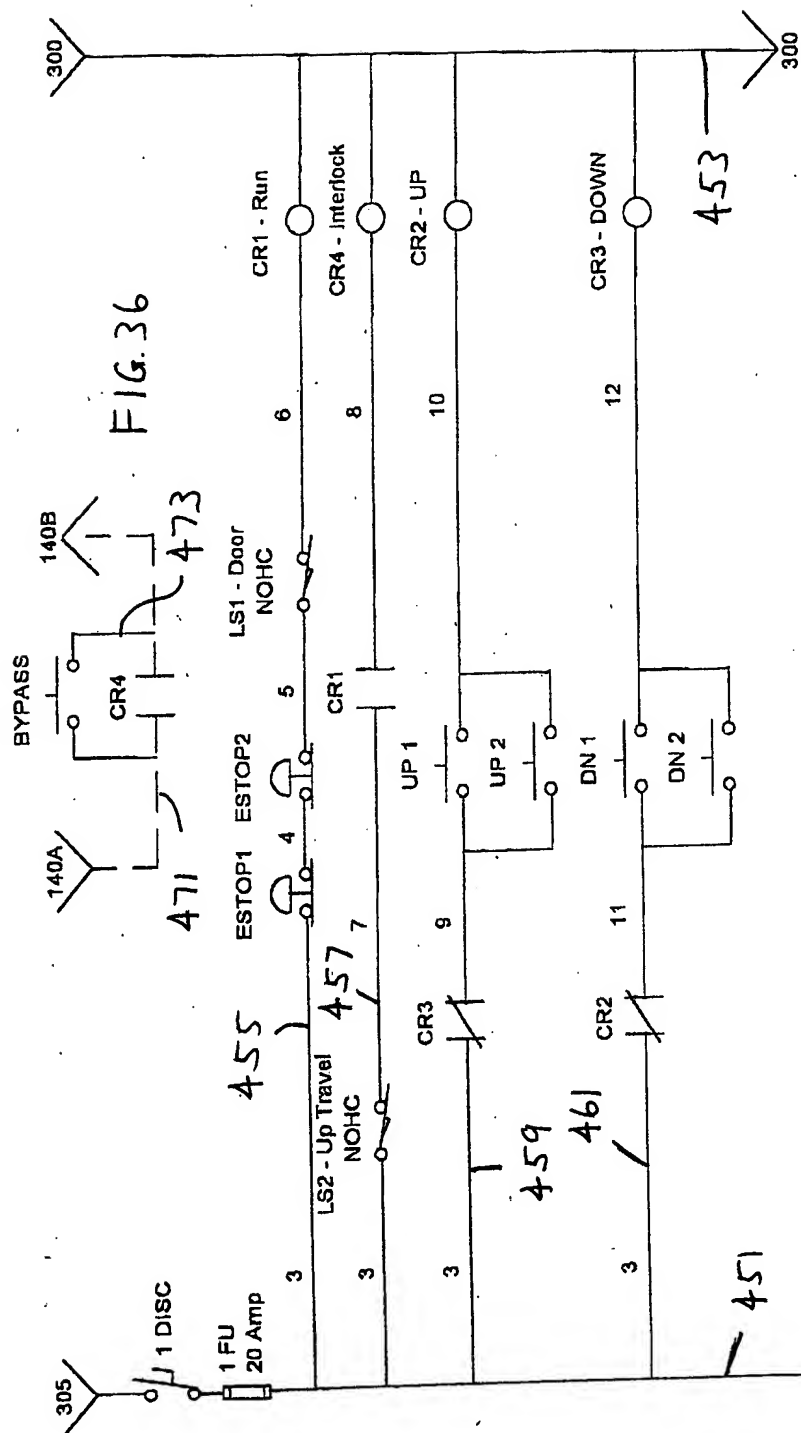 FIG. 36
305
300
1 DISC
1 FU
20 Amp
BYPASS
140A
140B
CR4
471
473
455
3
ESTOP1
4
ESTOP2
5
LS1 - Door
NOHC
6
CR1 - Run
457
3
LS2 - Up Travel
NOHC
7
CR1
8
CR4 - Interlock
3
459
CR3
9
UP 1
UP 2
10
CR2 - UP
3
461
CR2
11
DN 1
DN 2
12
CR3 - DOWN
451
453
300